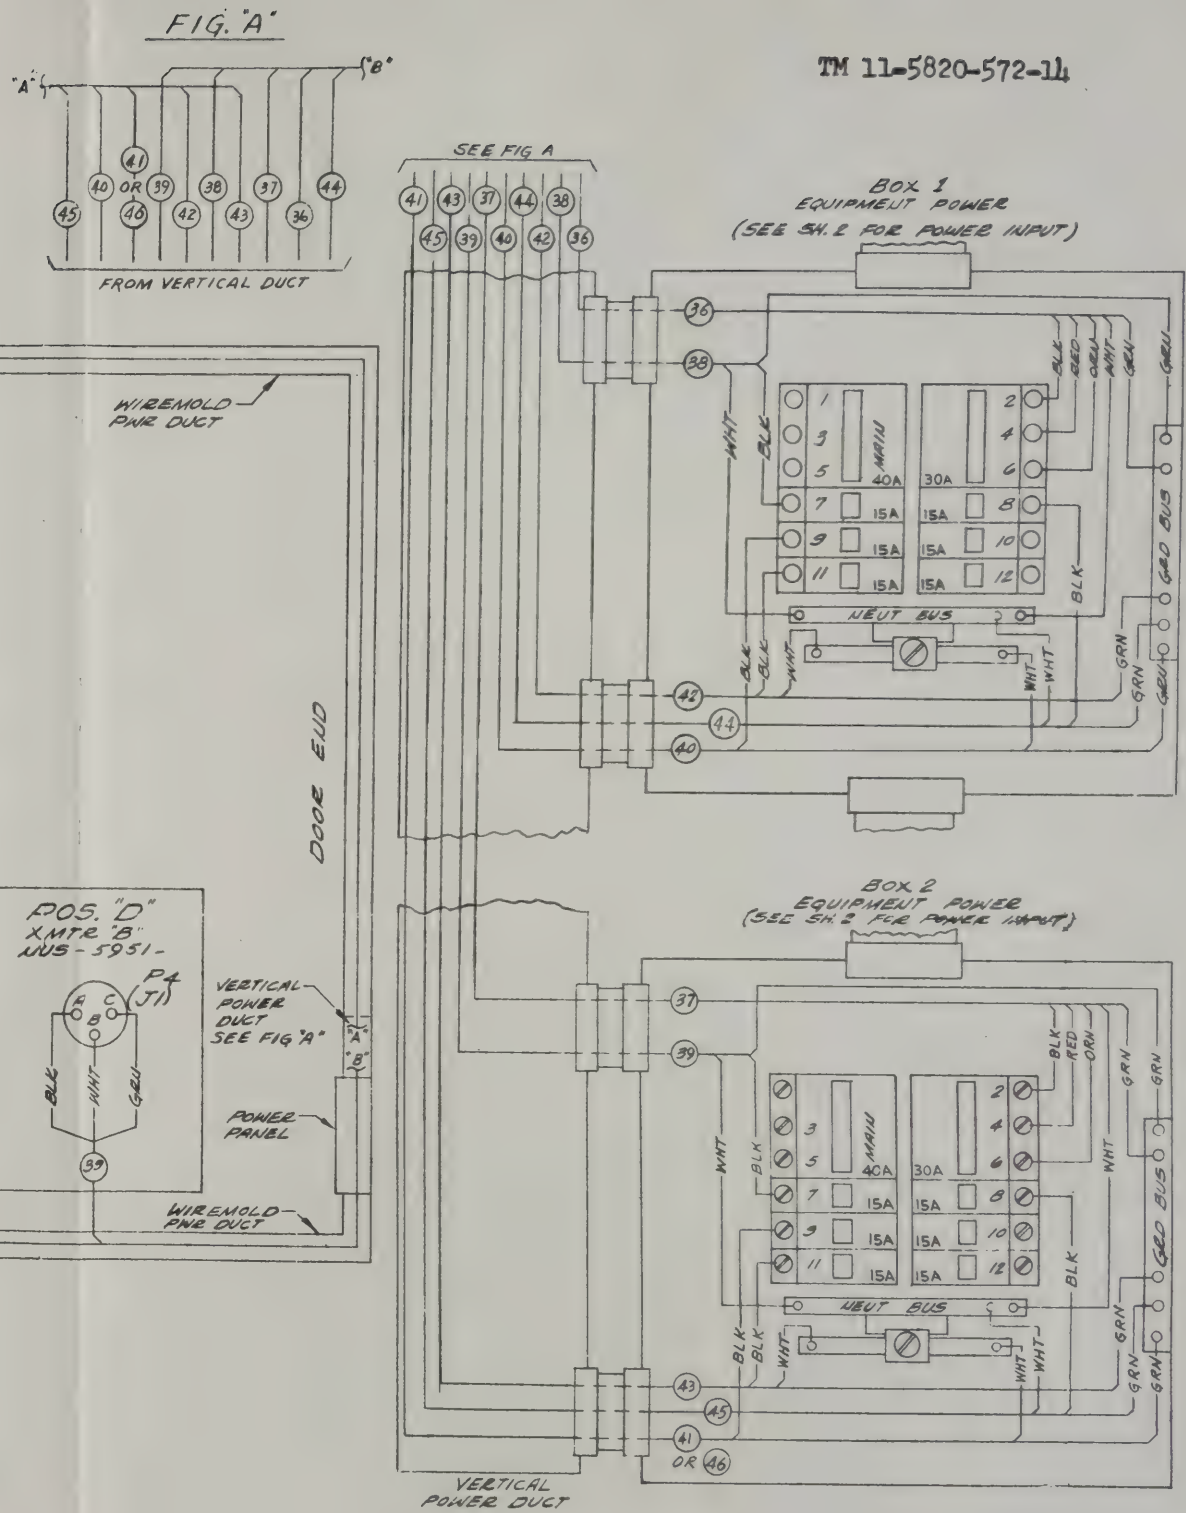 FIG. "A"
TM 11-5820-572-14
"A"
"B"
45
40
41
OR
46
39
42
38
43
37
36
44
FROM VERTICAL DUCT
SEE FIG A
41
45
43
39
37
40
44
42
38
36
BOX 1
EQUIPMENT POWER
(SEE SH. 2 FOR POWER INPUT)
36
38
BLK
RED
ORN
WHT
GRN
GRN
WHT
BLK
1
3
5
MAIN
40A
7
15A
9
15A
11
15A
2
4
6
30A
8
15A
10
15A
12
15A
BLK
GRD BUS
NEUT BUS
BLK
BLK
WHT
WHT
WHT
GRN
GRN
GRN
42
44
40
WIREMOLD
PWR DUCT
DOOR END
POS. "D"
XMTR "B"
NUS-5951-
P4
(J1)
A
C
B
BLK
WHT
GRN
39
VERTICAL
POWER
DUCT
SEE FIG "A"
"A"
"B"
POWER
PANEL
WIREMOLD
PWR DUCT
BOX 2
EQUIPMENT POWER
(SEE SH. 2 FOR POWER INPUT)
37
39
BLK
RED
ORN
WHT
GRN
GRN
WHT
BLK
3
5
MAIN
40A
7
15A
9
15A
11
15A
2
4
6
30A
8
15A
10
15A
12
15A
BLK
GRD BUS
NEUT BUS
BLK
BLK
WHT
WHT
WHT
GRN
GRN
GRN
43
45
41
OR 46
VERTICAL
POWER DUCT